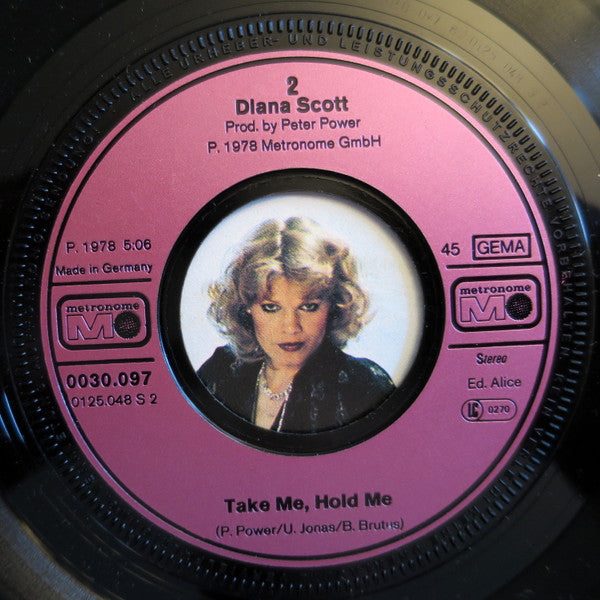 ALLE URHEBER- UND LEISTUNGSSCHUTZRECHTE VORBEHALTEN
2
Diana Scott
Prod. by Peter Power
P. 1978 Metronome GmbH
P. 1978 5:06
Made in Germany
metronome
M
0030.097
0125.048 S 2
45 GEMA
metronome
M
Stereo
Ed. Alice
LC 0270
Take Me, Hold Me
(P. Power/U. Jonas/B. Brutus)